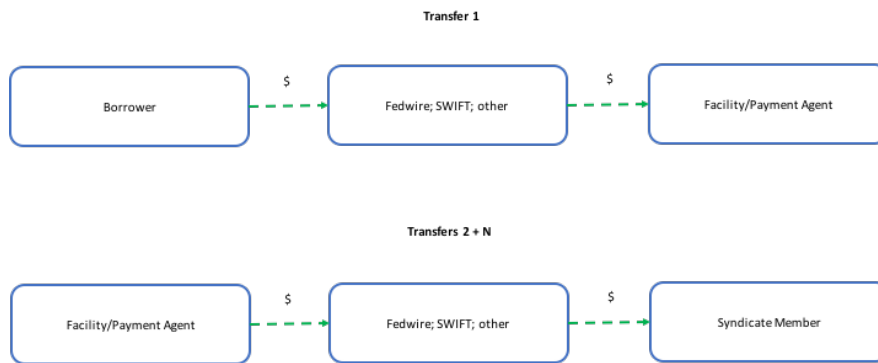 Transfer 1
$ $
Borrower Fedwire; SWIFT; other Facility/Payment Agent
Transfers 2 + N
$ $
Facility/Payment Agent Fedwire; SWIFT; other Syndicate Member